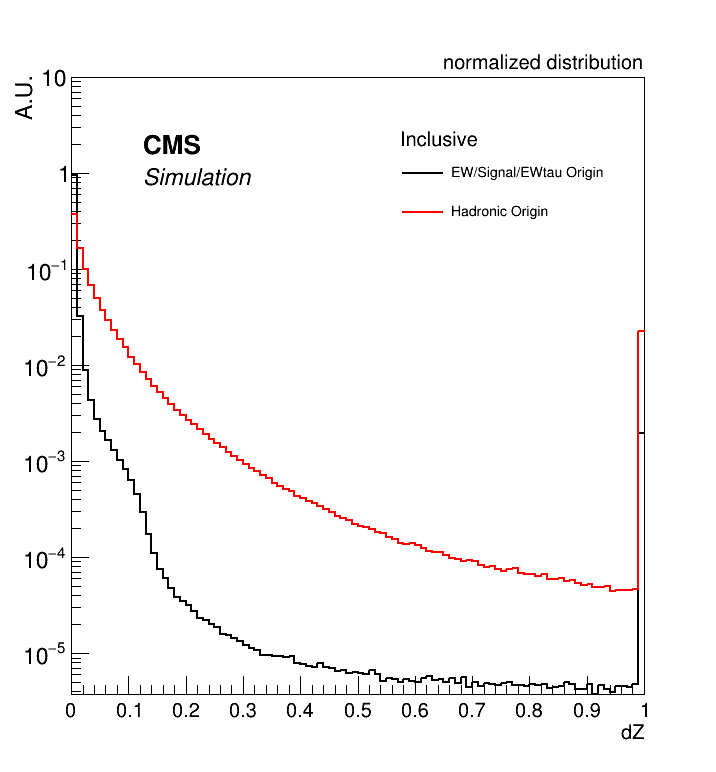 normalized distribution
A.U.
10
1
10⁻¹
10⁻²
10⁻³
10⁻⁴
10⁻⁵
CMS
Simulation
Inclusive
EW/Signal/EWtau Origin
Hadronic Origin
0 0.1 0.2 0.3 0.4 0.5 0.6 0.7 0.8 0.9 1
dZ